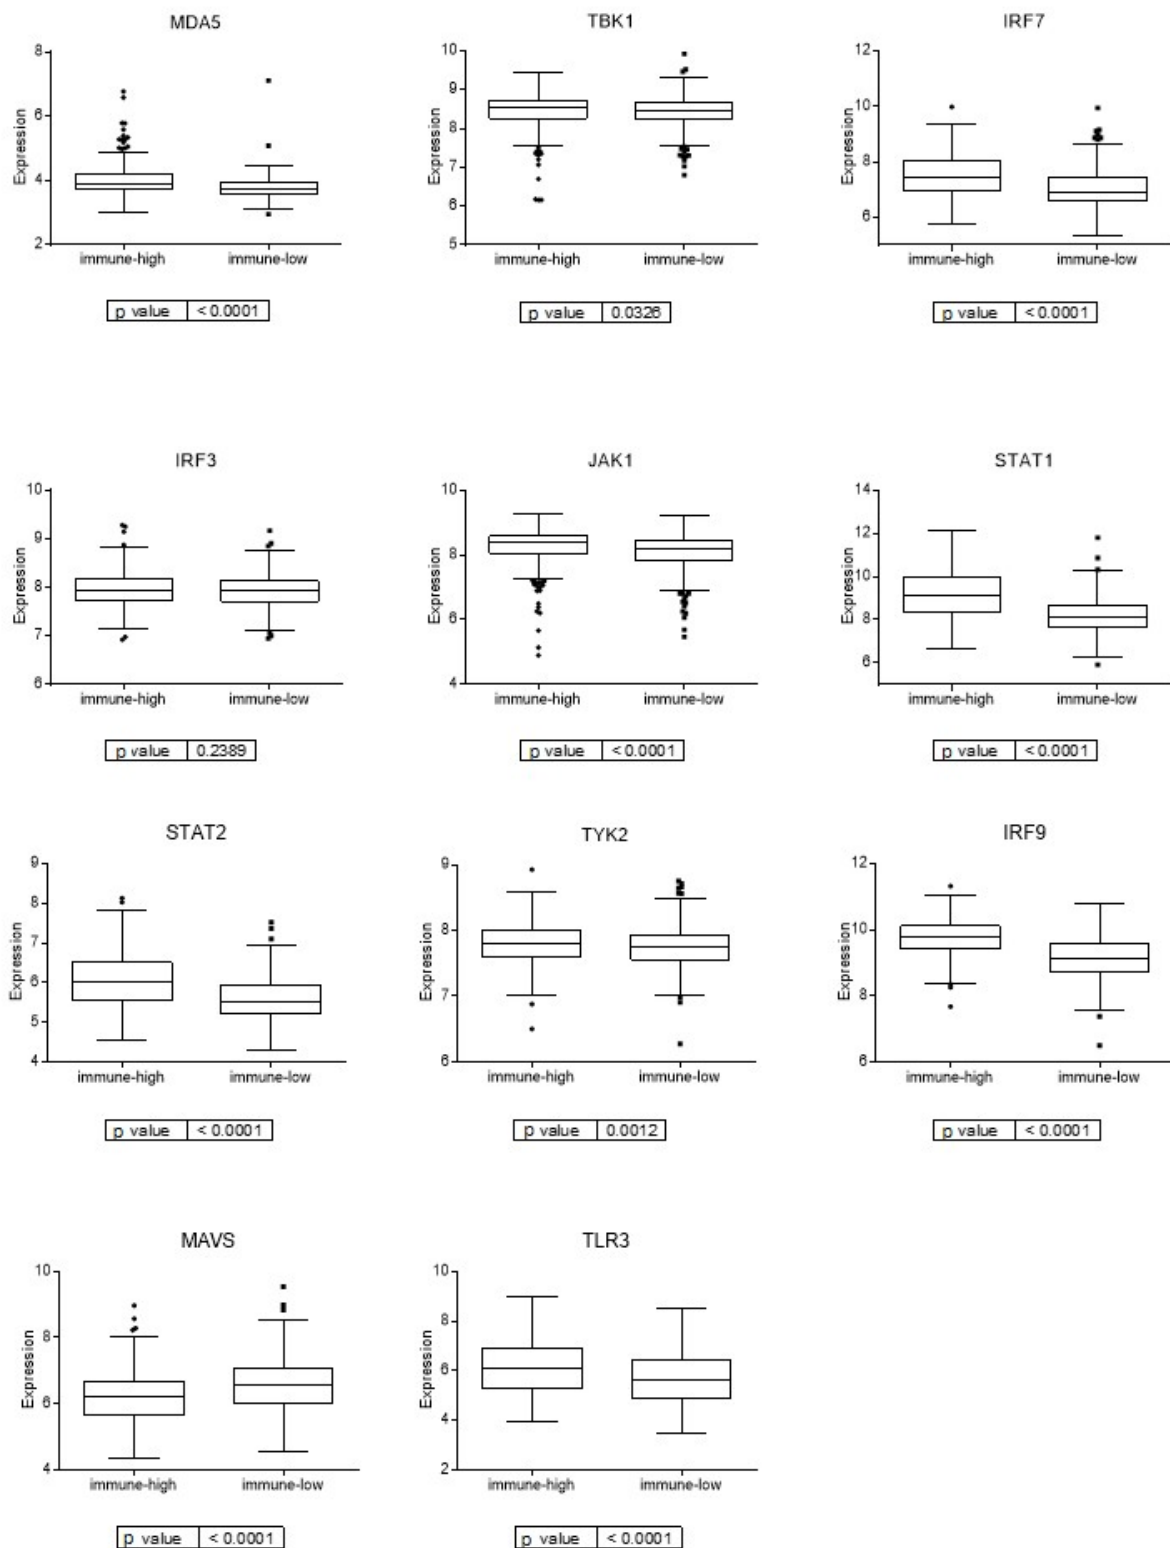 MDA5
8
6
4
2
Expression
immune-high immune-low
p value < 0.0001
TBK1
10
9
8
7
6
5
Expression
immune-high immune-low
p value 0.0326
IRF7
12
10
8
6
Expression
immune-high immune-low
p value < 0.0001
IRF3
10
9
8
7
6
Expression
immune-high immune-low
p value 0.2389
JAK1
10
8
6
4
Expression
immune-high immune-low
p value <0.0001
STAT1
14
12
10
8
6
Expression
immune-high immune-low
p value <0.0001
STAT2
9
8
7
6
5
4
Expression
immune-high immune-low
p value < 0.0001
TYK2
9
8
7
6
Expression
immune-high immune-low
p value 0.0012
IRF9
12
10
8
6
Expression
immune-high immune-low
p value < 0.0001
MAVS
10
8
6
4
Expression
immune-high immune-low
p value < 0.0001
TLR3
10
8
6
4
2
Expression
immune-high immune-low
p value < 0.0001